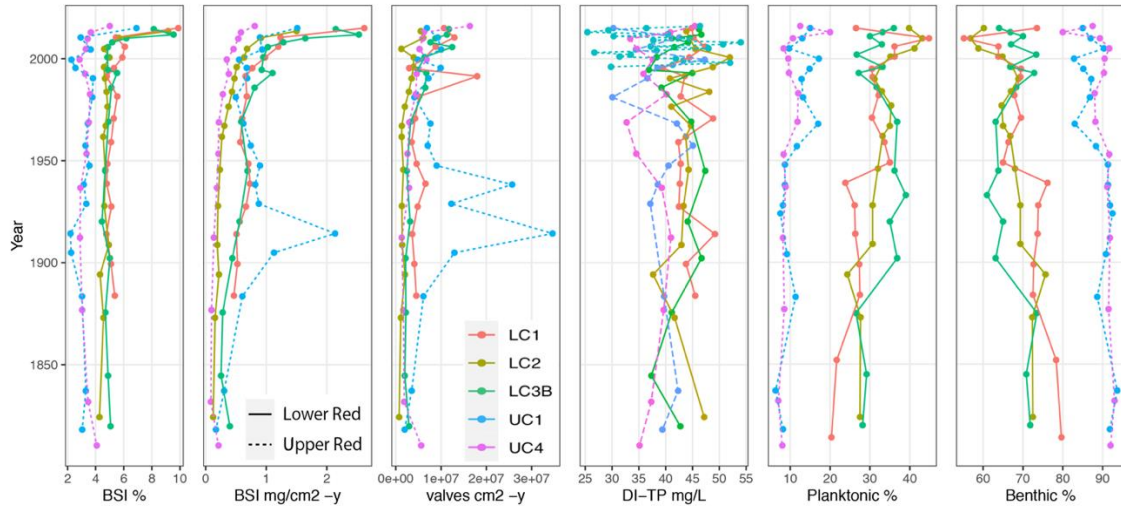 Year
2000
1950
1900
1850
2 4 6 8 10
BSI %
0 1 2
BSI mg/cm2 –y
0e+00 1e+07 2e+07 3e+07
valves cm2 –y
25 30 35 40 45 50 55
DI–TP mg/L
10 20 30 40
Planktonic %
60 70 80 90
Benthic %
Lower Red
Upper Red
LC1
LC2
LC3B
UC1
UC4